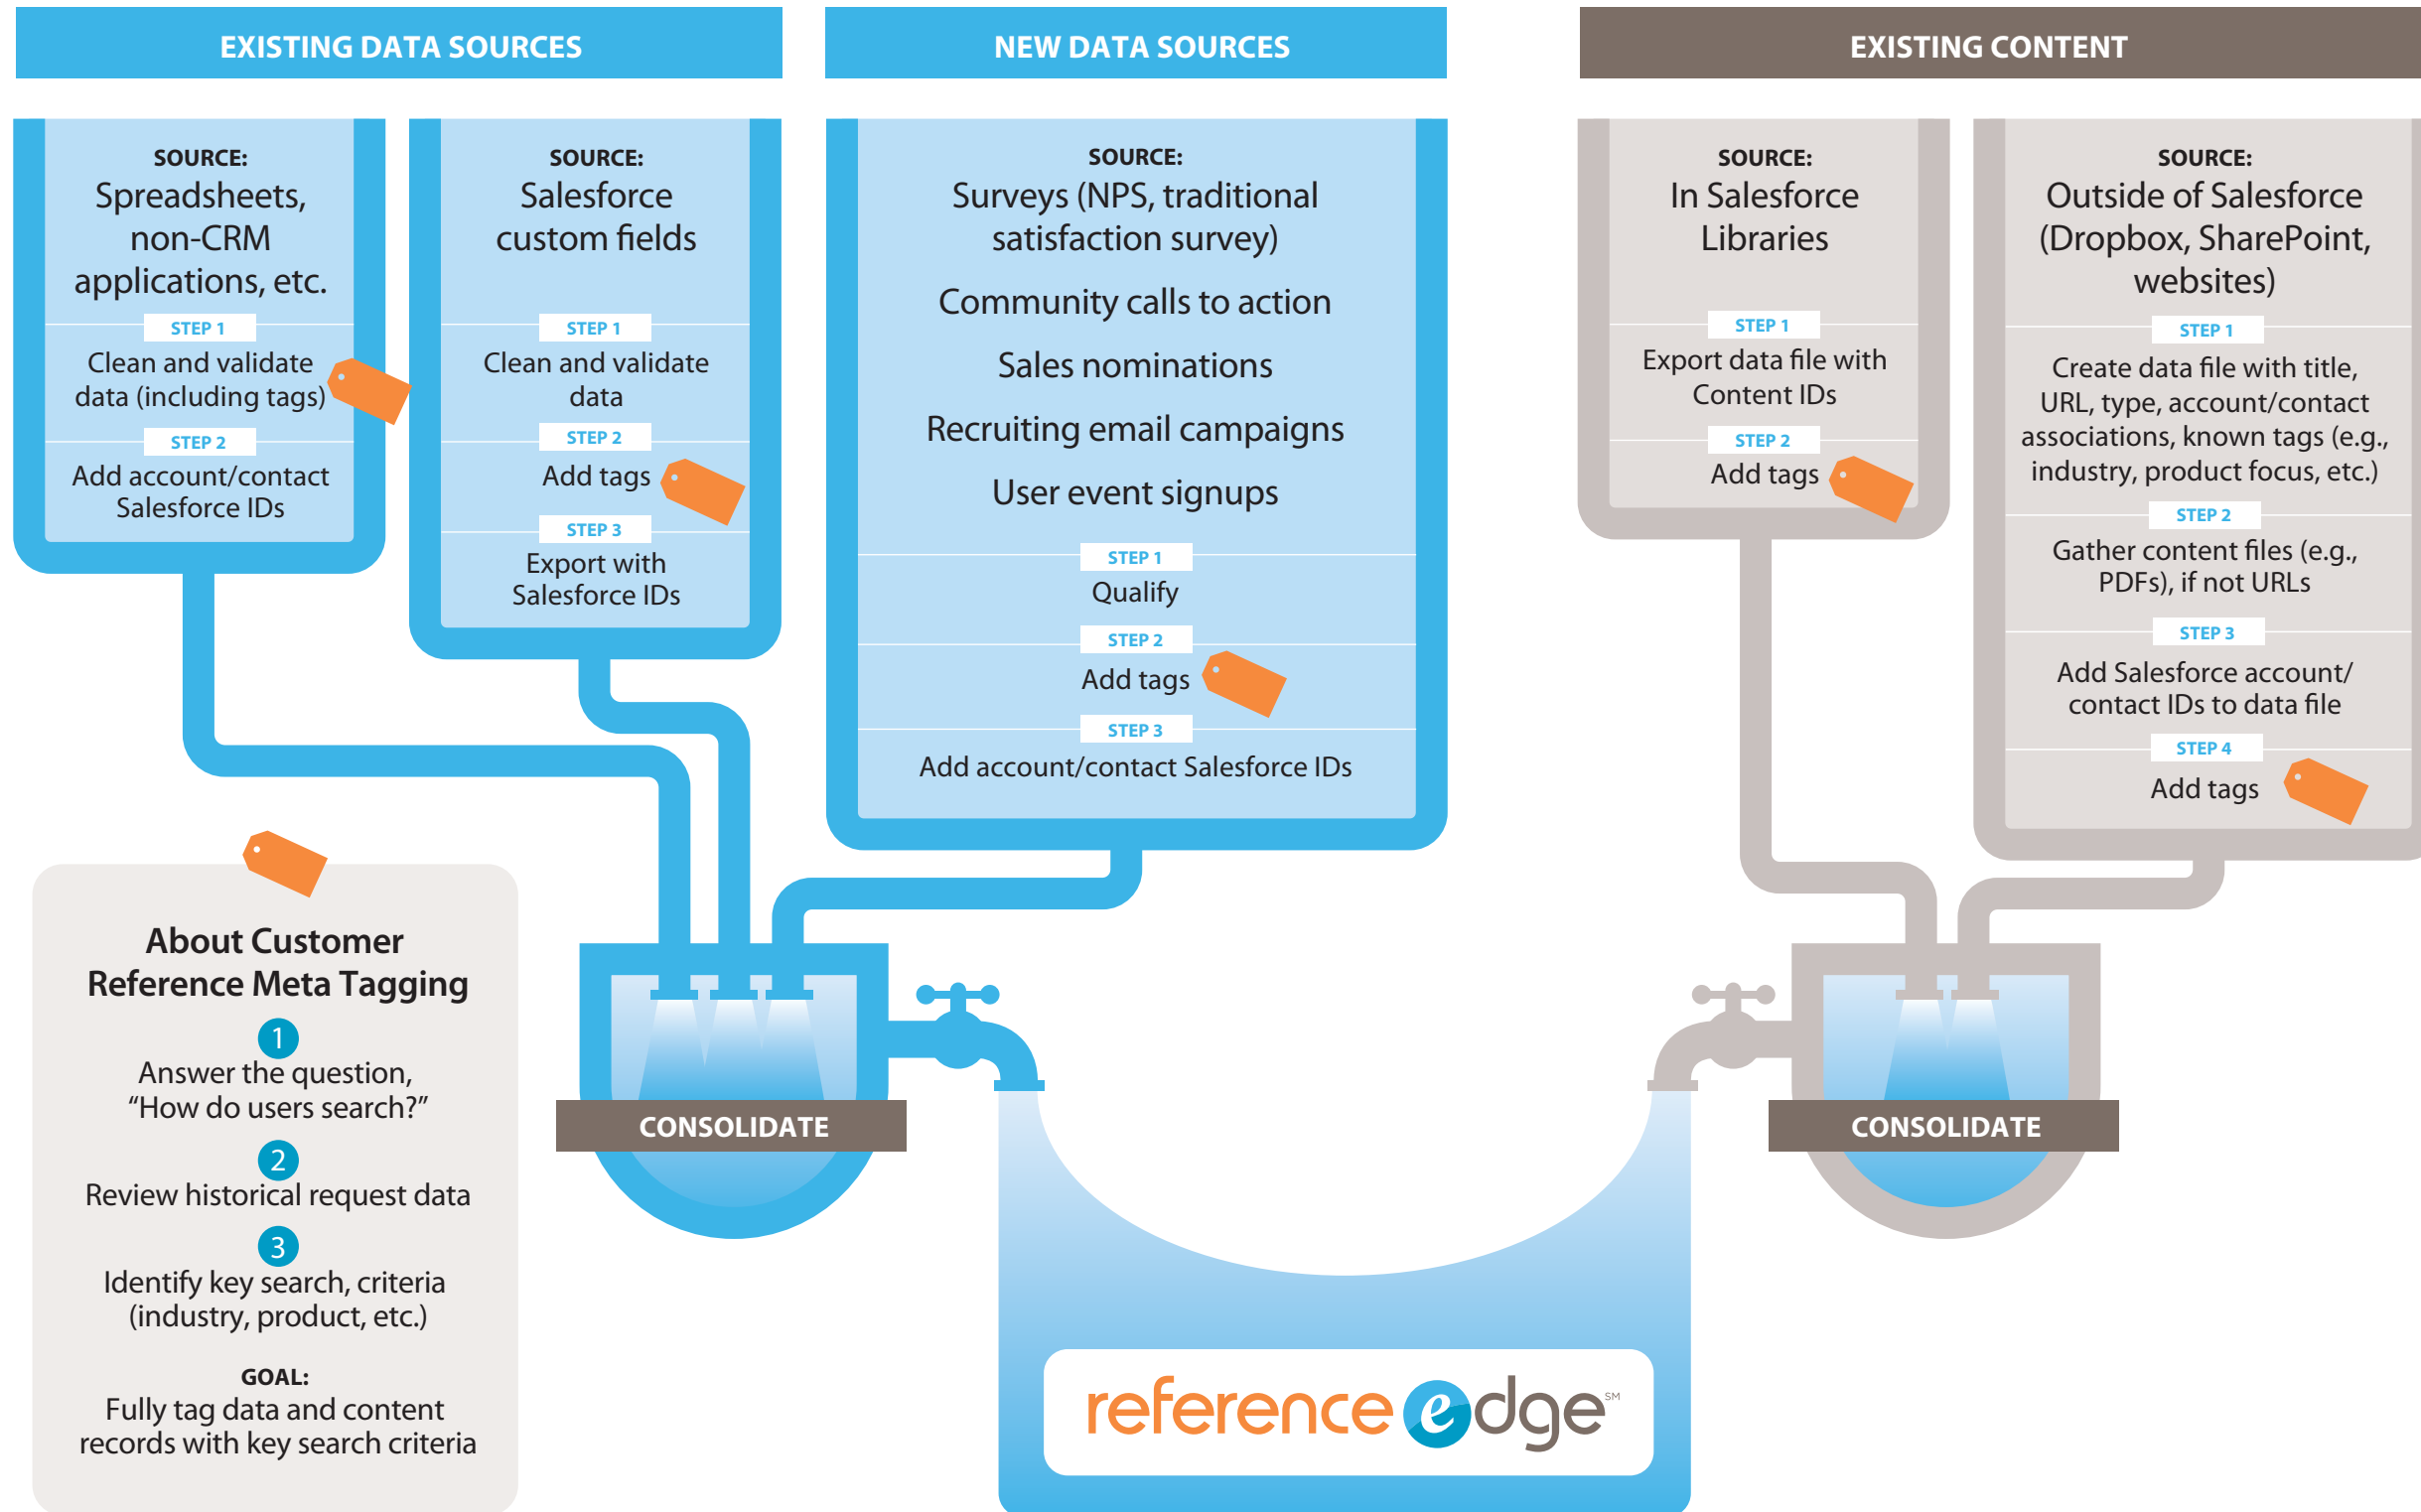 EXISTING DATA SOURCES
SOURCE:
Spreadsheets,
non-CRM
applications, etc.
STEP 1
Clean and validate
data (including tags)
STEP 2
Add account/contact
Salesforce IDs
SOURCE:
Salesforce
custom fields
STEP 1
Clean and validate
data
STEP 2
Add tags
STEP 3
Export with
Salesforce IDs
NEW DATA SOURCES
SOURCE:
Surveys (NPS, traditional
satisfaction survey)
Community calls to action
Sales nominations
Recruiting email campaigns
User event signups
STEP 1
Qualify
STEP 2
Add tags
STEP 3
Add account/contact Salesforce IDs
EXISTING CONTENT
SOURCE:
In Salesforce
Libraries
STEP 1
Export data file with
Content IDs
STEP 2
Add tags
SOURCE:
Outside of Salesforce
(Dropbox, SharePoint,
websites)
STEP 1
Create data file with title,
URL, type, account/contact
associations, known tags (e.g.,
industry, product focus, etc.)
STEP 2
Gather content files (e.g.,
PDFs), if not URLs
STEP 3
Add Salesforce account/
contact IDs to data file
STEP 4
Add tags
About Customer
Reference Meta Tagging
1
Answer the question,
“How do users search?”
2
Review historical request data
3
Identify key search, criteria
(industry, product, etc.)
GOAL:
Fully tag data and content
records with key search criteria
CONSOLIDATE
CONSOLIDATE
reference edge SM